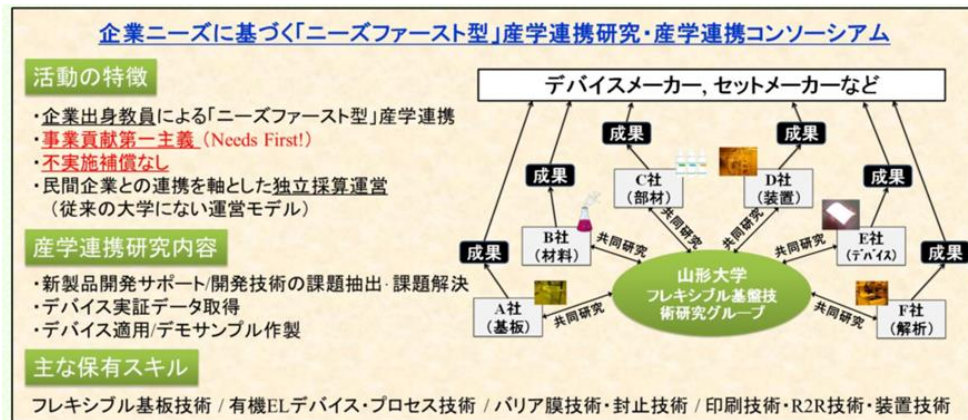 企業ニーズに基づく「ニーズファースト型」産学連携研究・産学連携コンソーシアム
活動の特徴
・企業出身教員による「ニーズファースト型」産学連携
・事業貢献第一主義（Needs First!）
・不実施補償なし
・民間企業との連携を軸とした独立採算運営
（従来の大学にない運営モデル）
産学連携研究内容
・新製品開発サポート/開発技術の課題抽出・課題解決
・デバイス実証データ取得
・デバイス適用/デモサンプル作製
主な保有スキル
フレキシブル基板技術 / 有機ELデバイス・プロセス技術 / バリア膜技術・封止技術 / 印刷技術・R2R技術・装置技術
デバイスメーカー, セットメーカーなど
成果
成果
成果
成果
成果
成果
A社
（基板）
B社
（材料）
C社
（部材）
D社
（装置）
E社
（デバイス）
F社
（解析）
共同研究
共同研究
共同研究
共同研究
共同研究
共同研究
山形大学
フレキシブル基盤技
術研究グループ